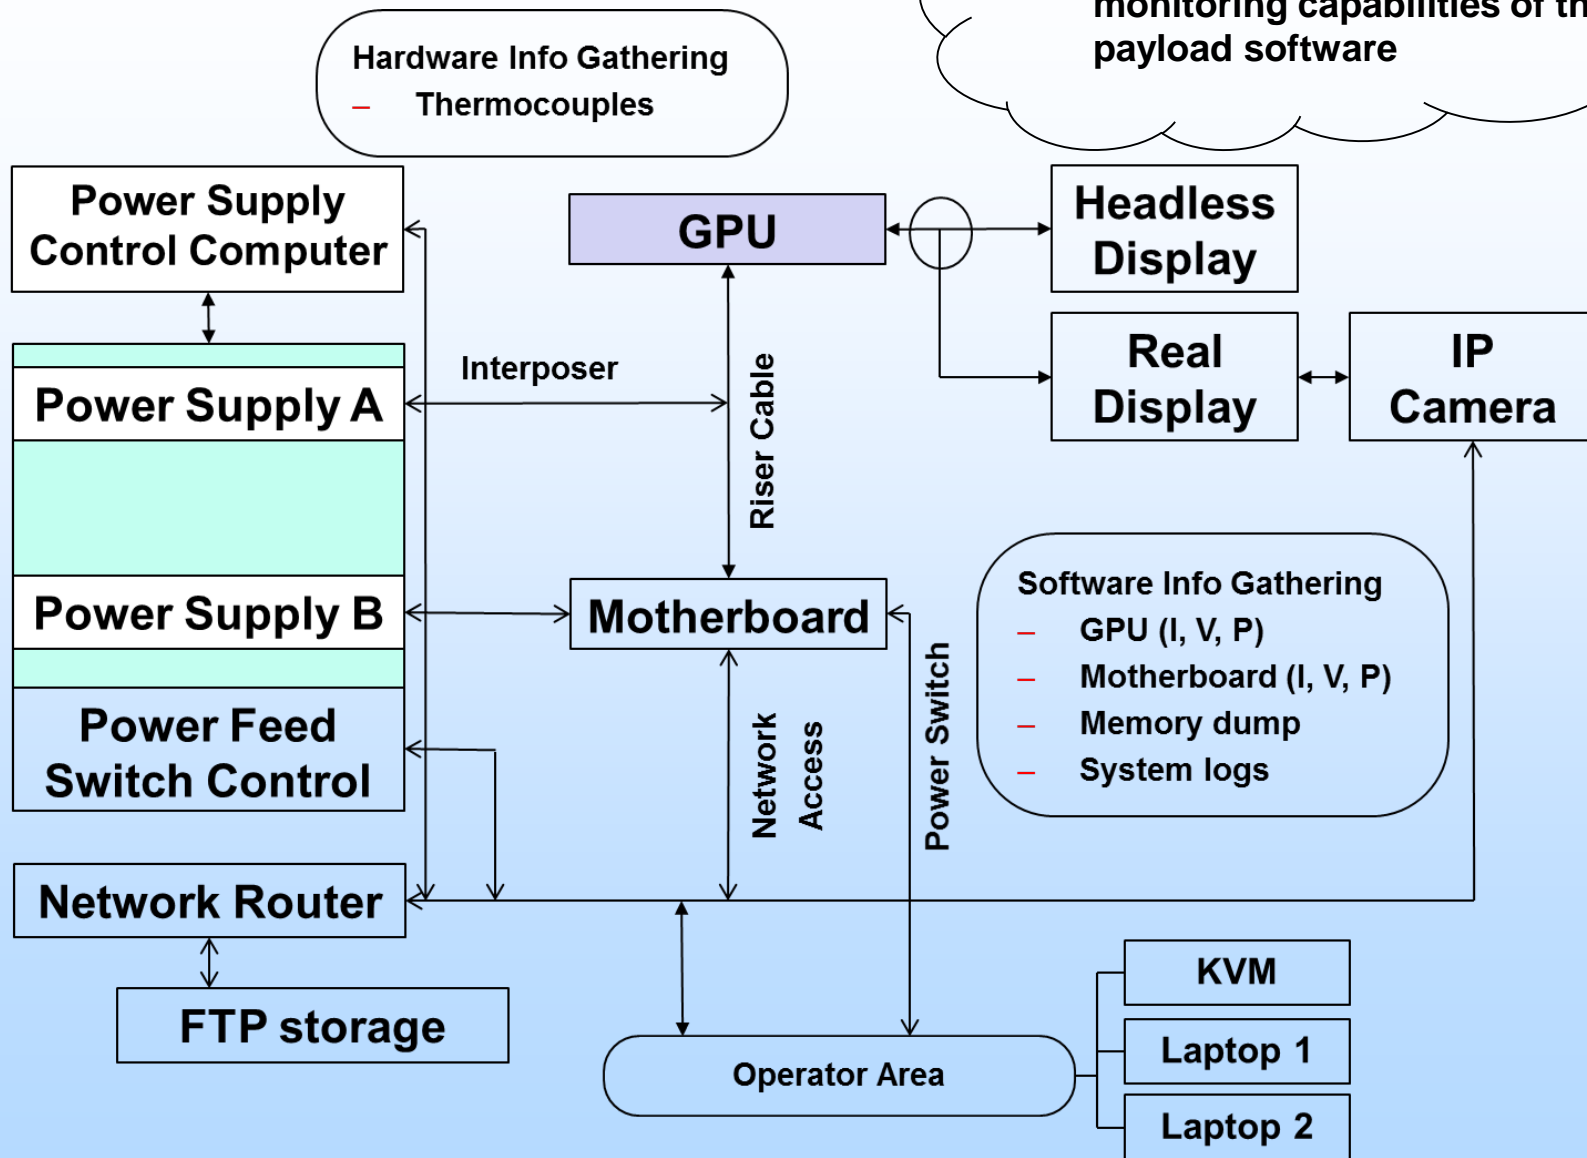 monitoring capabilities of th
payload software
Hardware Info Gathering
– Thermocouples
Power Supply
Control Computer
GPU
Headless
Display
Interposer
Riser Cable
Real
Display
IP
Camera
Power Supply A
Power Supply B
Motherboard
Software Info Gathering
– GPU (I, V, P)
– Motherboard (I, V, P)
– Memory dump
– System logs
Power Feed
Switch Control
Network
Access
Power Switch
Network Router
FTP storage
Operator Area
KVM
Laptop 1
Laptop 2